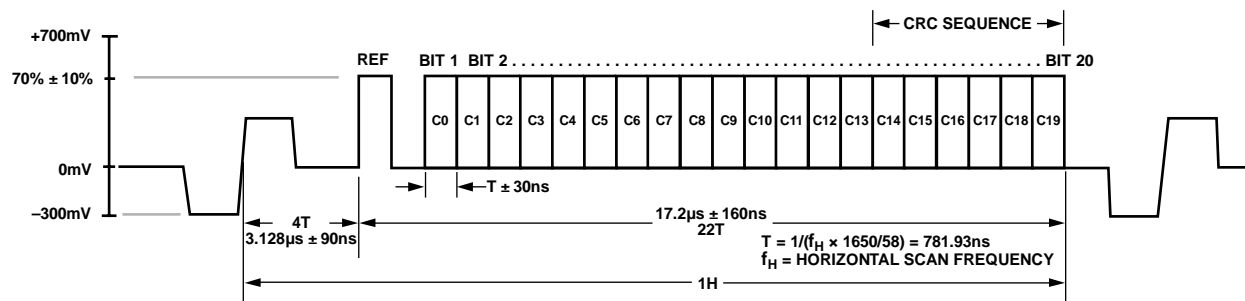 CRC SEQUENCE
+700mV
REF
BIT 1 BIT 2 . . . . . . . . . . . . . . . . . . . . . . . . . . . . . . . . . . . . . . . . . . . . . . . . . . . . . . . . . . . . . BIT 20
70% ± 10%
C0 C1 C2 C3 C4 C5 C6 C7 C8 C9 C10 C11 C12 C13 C14 C15 C16 C17 C18 C19
0mV
T ± 30ns
–300mV
4T
3.128µs ± 90ns
17.2µs ± 160ns
22T
T = 1/(fH × 1650/58) = 781.93ns
fH = HORIZONTAL SCAN FREQUENCY
1H